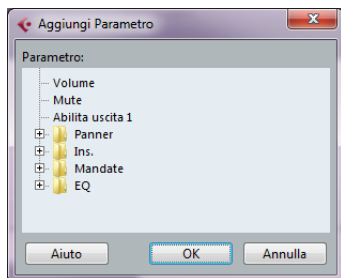 Aggiungi Parametro
Parametro:
Volume
Mute
Abilita uscita 1
Panner
Ins.
Mandate
EQ
Aiuto OK Annulla